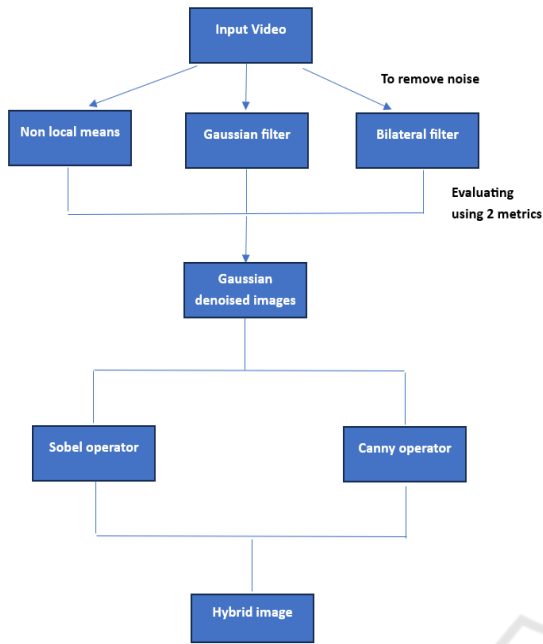 Input Video
To remove noise
Non local means
Gaussian filter
Bilateral filter
Evaluating
using 2 metrics
Gaussian
denoised images
Sobel operator
Canny operator
Hybrid image